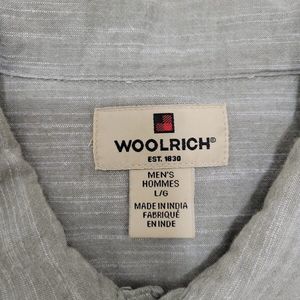 WOOLRICH®
EST. 1830
MEN'S
HOMMES
L/G
MADE IN INDIA
FABRIQUÉ
EN INDE